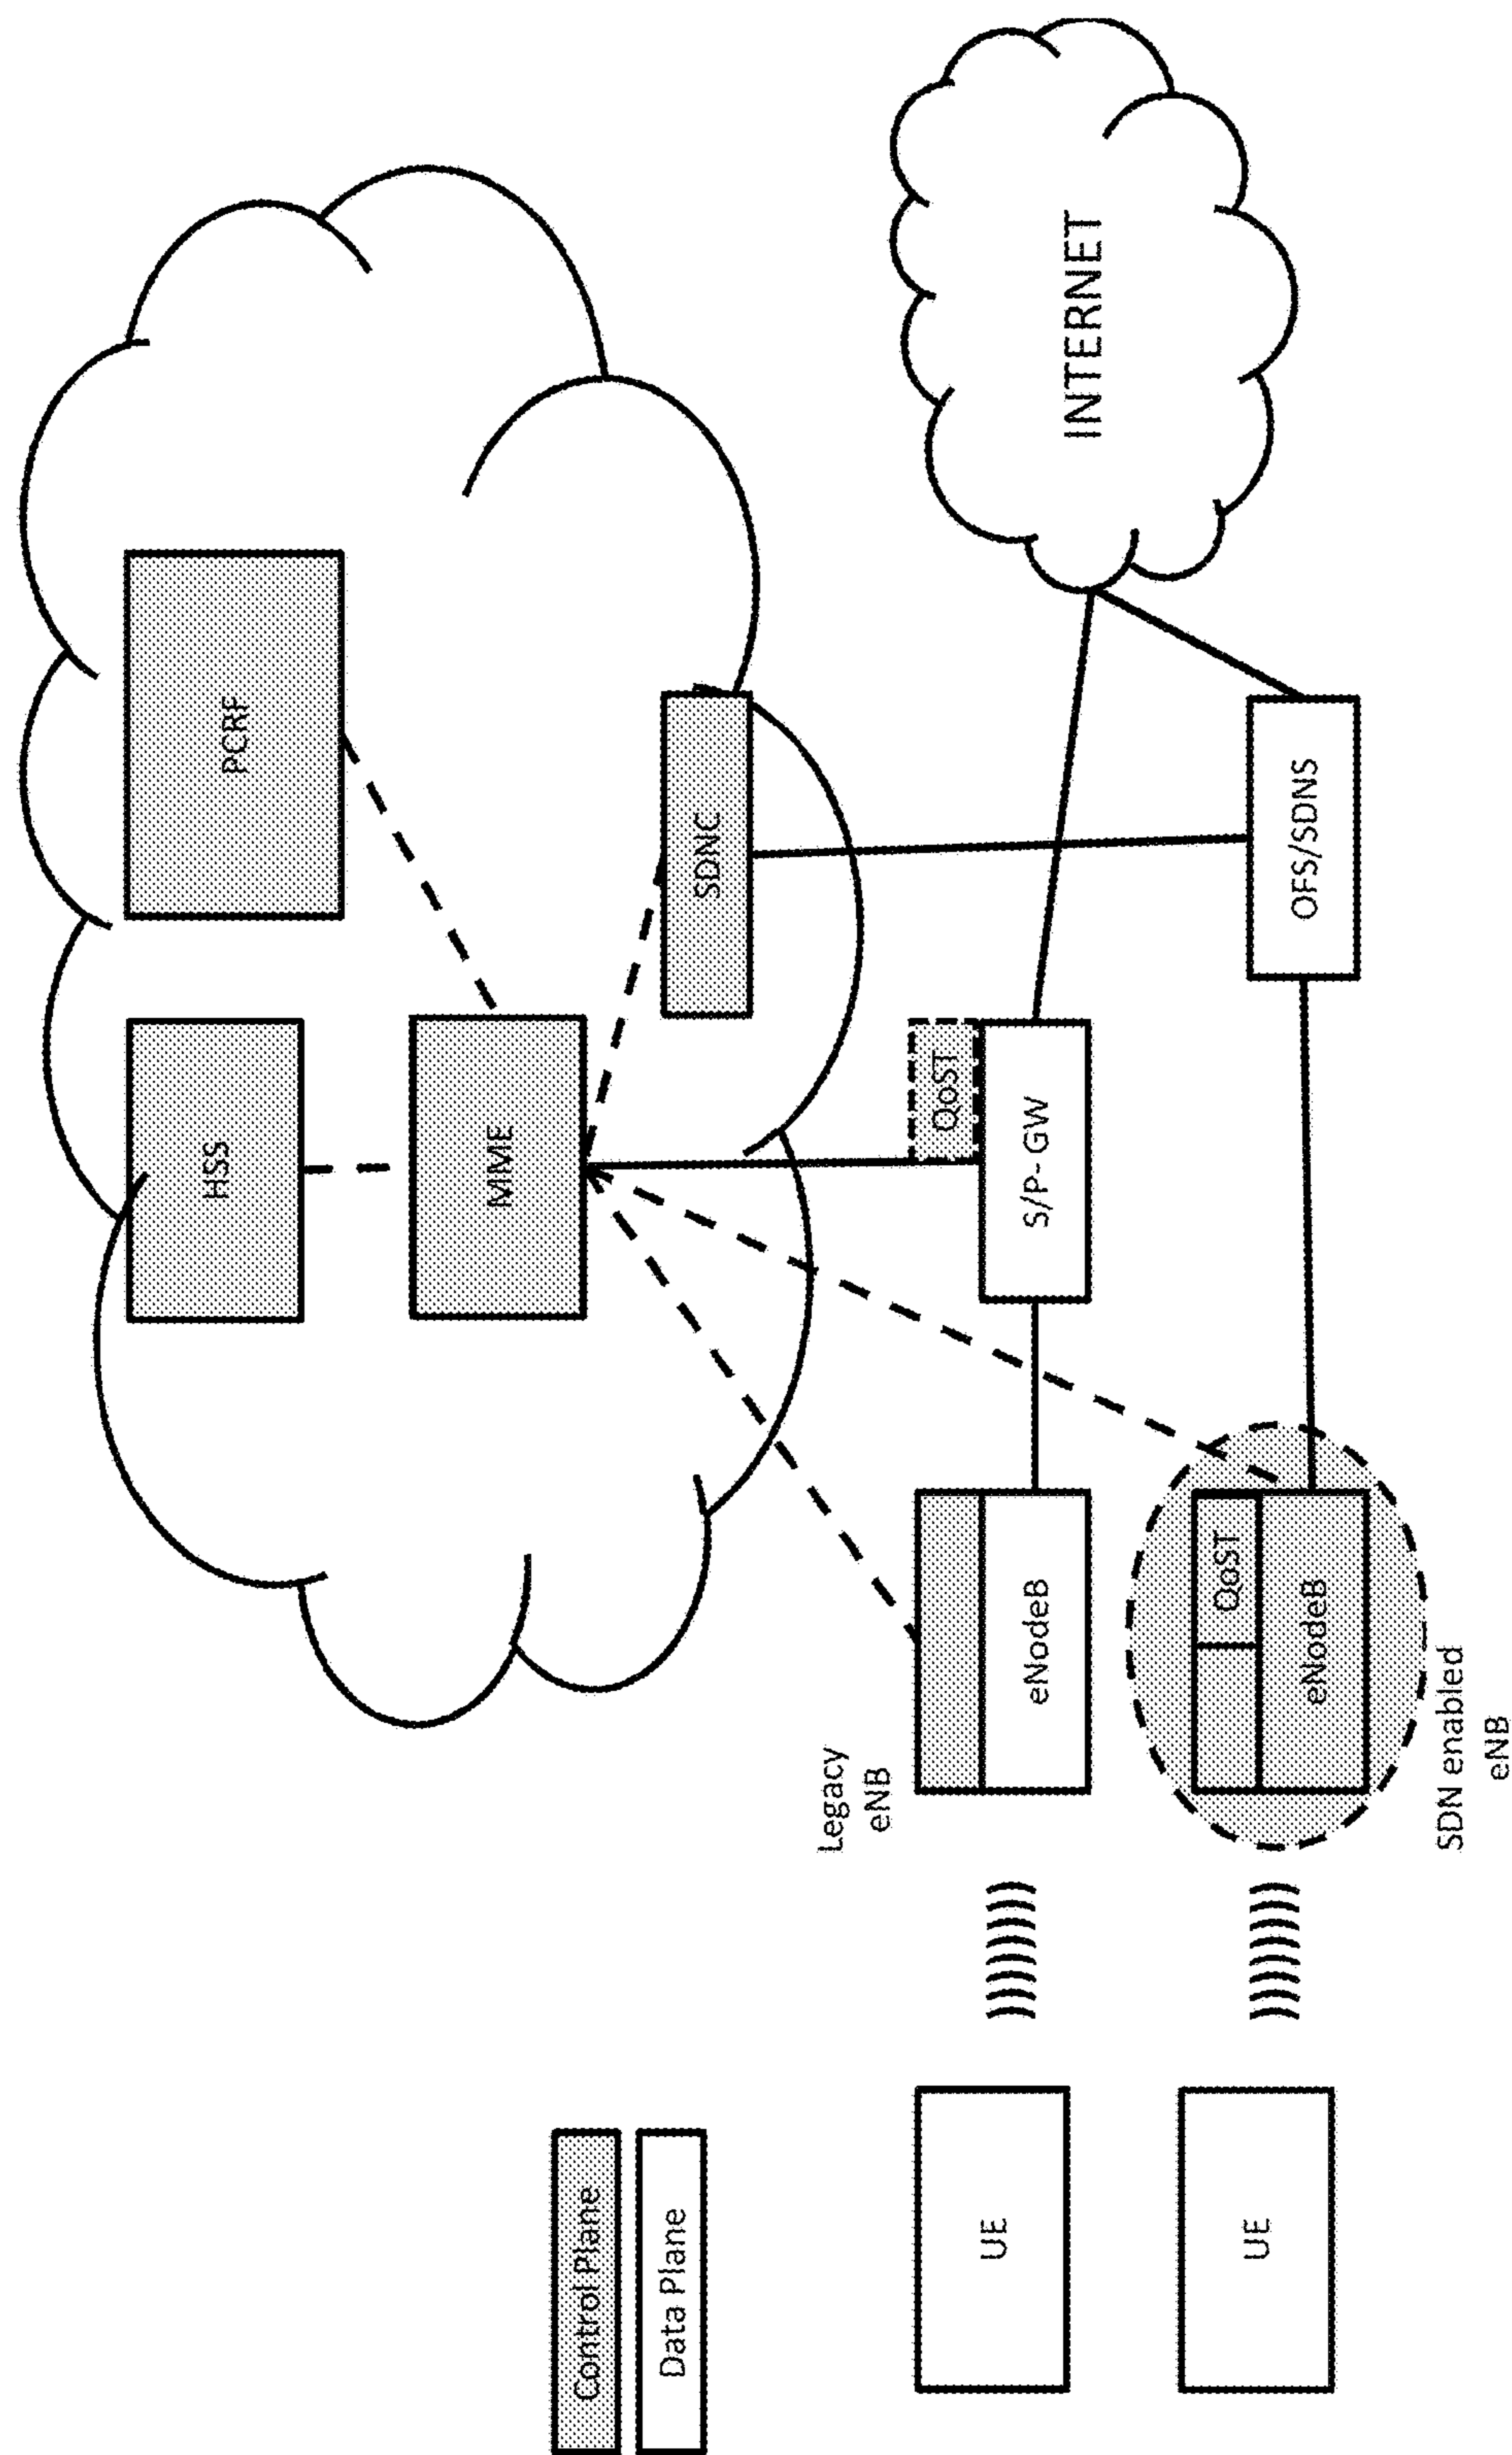 Control Plane
Data Plane
HSS
PCRF
MME
SDNC
Legacy
eNB
UE
eNodeB
QoST
S/P- GW
INTERNET
UE
QoST
eNodeB
OFS/SDNS
SDN enabled
eNB